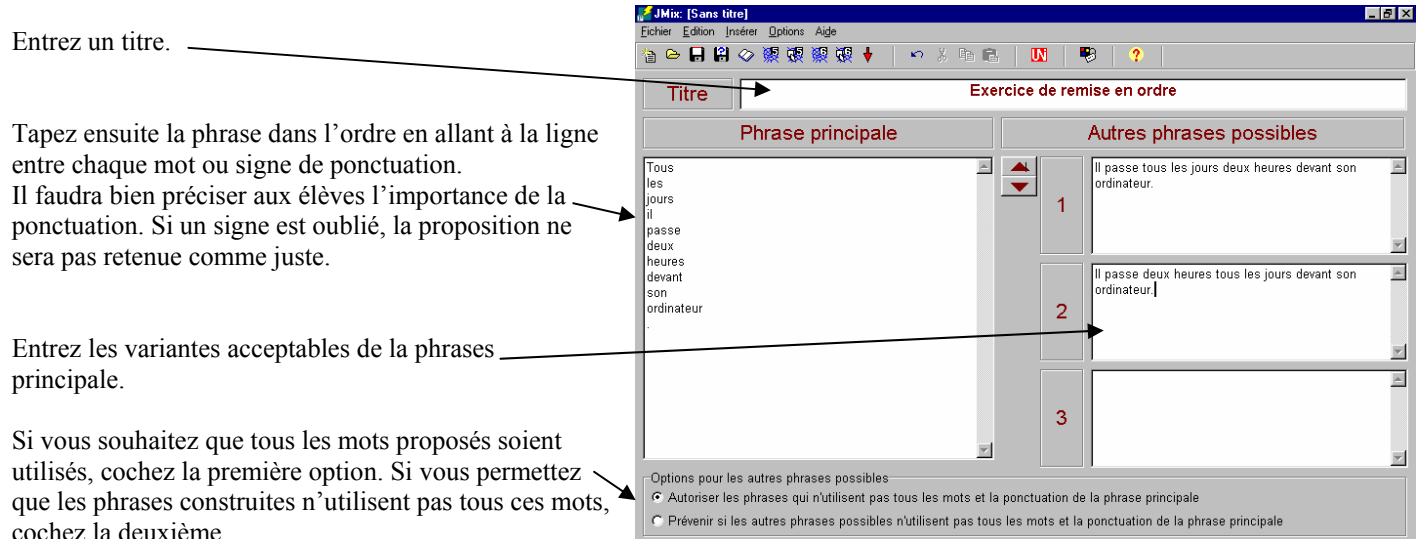 Entrez un titre.
Tapez ensuite la phrase dans l’ordre en allant à la ligne
entre chaque mot ou signe de ponctuation.
Il faudra bien préciser aux élèves l’importance de la
ponctuation. Si un signe est oublié, la proposition ne
sera pas retenue comme juste.
Entrez les variantes acceptables de la phrases
principale.
Si vous souhaitez que tous les mots proposés soient
utilisés, cochez la première option. Si vous permettez
que les phrases construites n’utilisent pas tous ces mots,
cochez la deuxième
JMix: [Sans titre]
Fichier Edition Insérer Options Aide
Titre
Exercice de remise en ordre
Phrase principale
Autres phrases possibles
Tous
les
jours
il
passe
deux
heures
devant
son
ordinateur
.
1
Il passe tous les jours deux heures devant son
ordinateur.
2
Il passe deux heures tous les jours devant son
ordinateur.
3
Options pour les autres phrases possibles
Autoriser les phrases qui n'utilisent pas tous les mots et la ponctuation de la phrase principale
Prévenir si les autres phrases possibles n'utilisent pas tous les mots et la ponctuation de la phrase principale